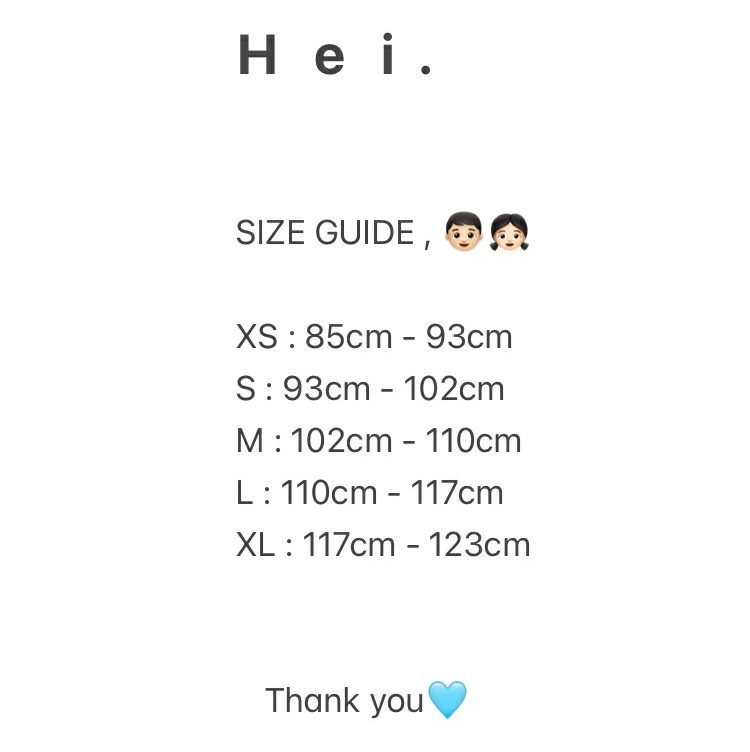 H e i .
SIZE GUIDE , 👦🏻👧🏻
XS : 85cm - 93cm
S : 93cm - 102cm
M : 102cm - 110cm
L : 110cm - 117cm
XL : 117cm - 123cm
Thank you🩵